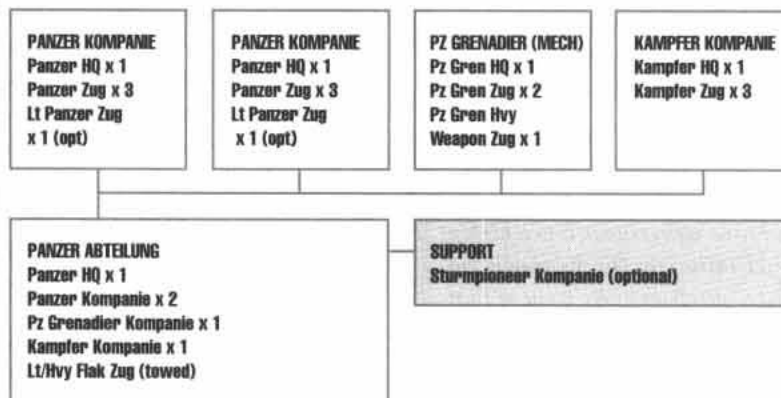 PANZER KOMPANIE
Panzer HQ x 1
Panzer Zug x 3
Lt Panzer Zug
x 1 (opt)
PANZER KOMPANIE
Panzer HQ x 1
Panzer Zug x 3
Lt Panzer Zug
x 1 (opt)
PZ GRENADIER (MECH)
Pz Gren HQ x 1
Pz Gren Zug x 2
Pz Gren Hvy
Weapon Zug x 1
KAMPFER KOMPANIE
Kampfer HQ x 1
Kampfer Zug x 3
PANZER ABTEILUNG
Panzer HQ x 1
Panzer Kompanie x 2
Pz Grenadier Kompanie x 1
Kampfer Kompanie x 1
Lt/Hvy Flak Zug (towed)
SUPPORT
Sturmpioneer Kompanie (optional)